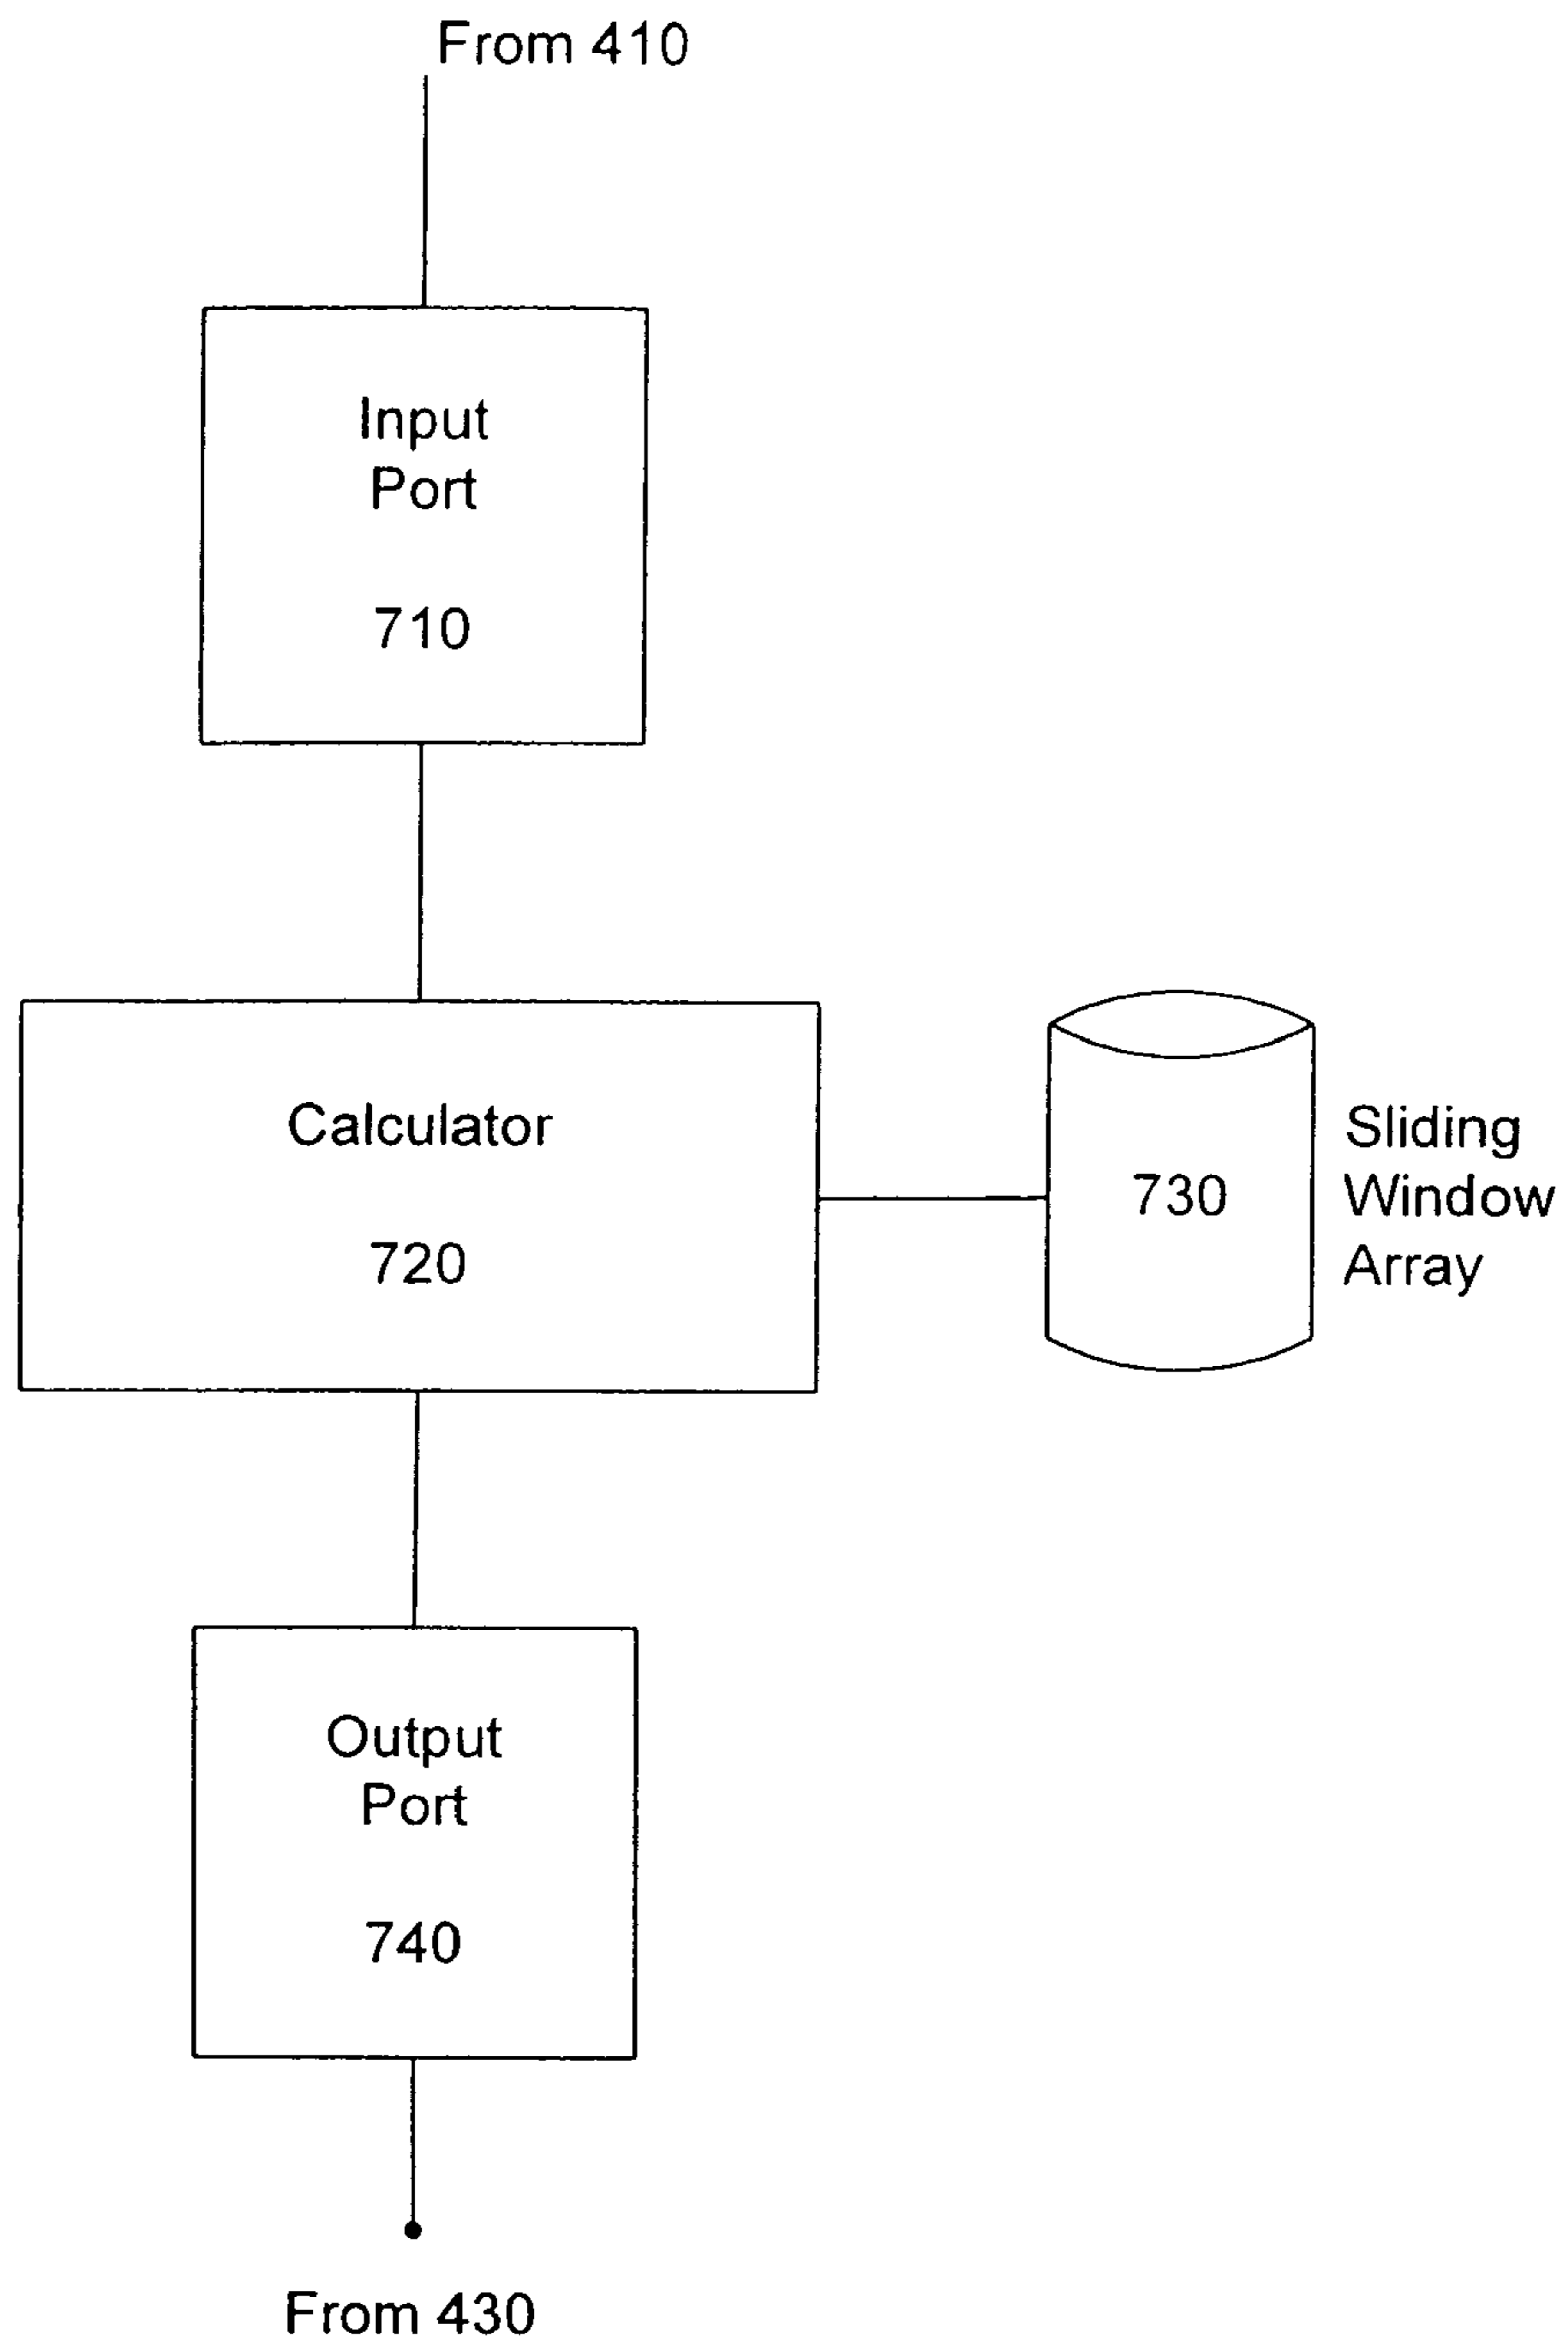 From 410
Input
Port
710
Calculator
720
730
Sliding
Window
Array
Output
Port
740
From 430